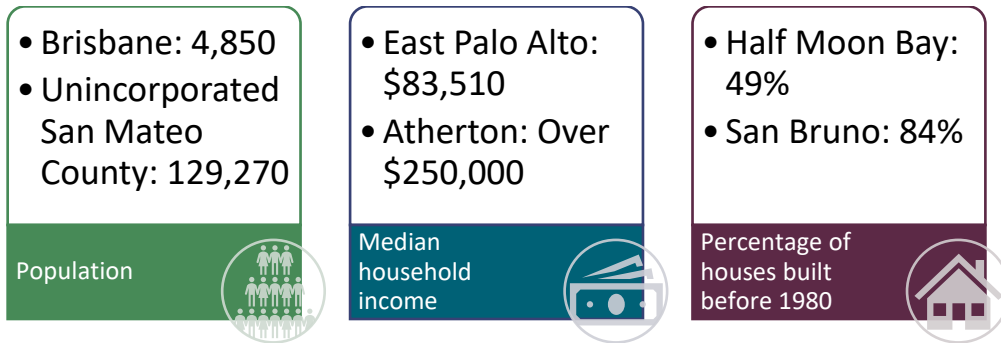 • Brisbane: 4,850
• Unincorporated
San Mateo
County: 129,270
Population
• East Palo Alto:
$83,510
• Atherton: Over
$250,000
Median
household
income
• Half Moon Bay:
49%
• San Bruno: 84%
Percentage of
houses built
before 1980